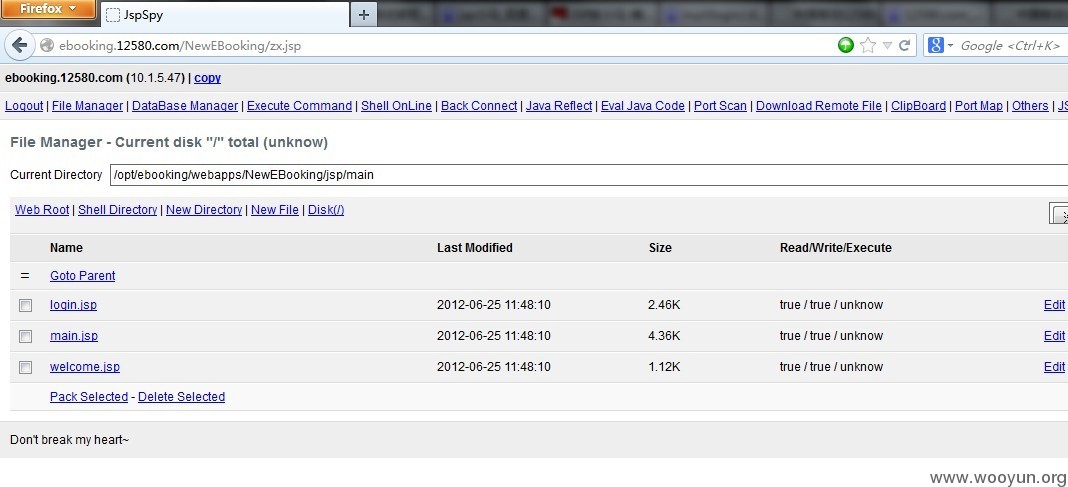 Firefox
JspSpy
ebooking.12580.com/NewEBooking/zx.jsp
Google <Ctrl+K>
ebooking.12580.com (10.1.5.47) | copy
Logout | File Manager | DataBase Manager | Execute Command | Shell OnLine | Back Connect | Java Reflect | Eval Java Code | Port Scan | Download Remote File | ClipBoard | Port Map | Others | JS
File Manager - Current disk "/" total (unknow)
Current Directory /opt/ebooking/webapps/NewEBooking/jsp/main
Web Root | Shell Directory | New Directory | New File | Disk(/)
Name Last Modified Size Read/Write/Execute
= Goto Parent
login.jsp 2012-06-25 11:48:10 2.46K true / true / unknow Edit
main.jsp 2012-06-25 11:48:10 4.36K true / true / unknow Edit
welcome.jsp 2012-06-25 11:48:10 1.12K true / true / unknow Edit
Pack Selected - Delete Selected
Don't break my heart~
www.wooyun.org